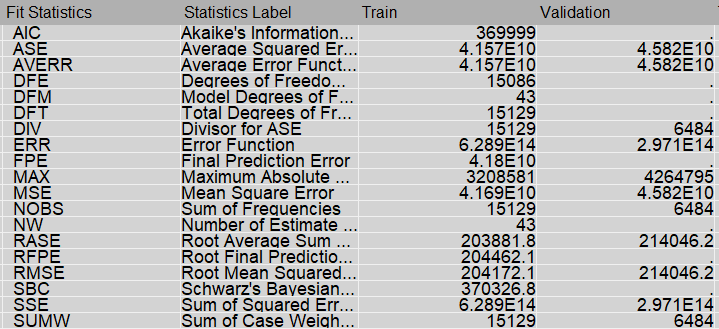 Fit Statistics Statistics Label Train Validation
AIC Akaike's Information... 369999 .
ASE Average Squared Er... 4.157E10 4.582E10
AVERR Average Error Funct... 4.157E10 4.582E10
DFE Degrees of Freedo... 15086 .
DFM Model Degrees of F... 43 .
DFT Total Degrees of Fr... 15129 .
DIV Divisor for ASE 15129 6484
ERR Error Function 6.289E14 2.971E14
FPE Final Prediction Error 4.18E10 .
MAX Maximum Absolute ... 3208581 4264795
MSE Mean Square Error 4.169E10 4.582E10
NOBS Sum of Frequencies 15129 6484
NW Number of Estimate ... 43 .
RASE Root Average Sum ... 203881.8 214046.2
RFPE Root Final Predictio... 204462.1 .
RMSE Root Mean Squared... 204172.1 214046.2
SBC Schwarz's Bayesian... 370326.8 .
SSE Sum of Squared Err... 6.289E14 2.971E14
SUMW Sum of Case Weigh... 15129 6484